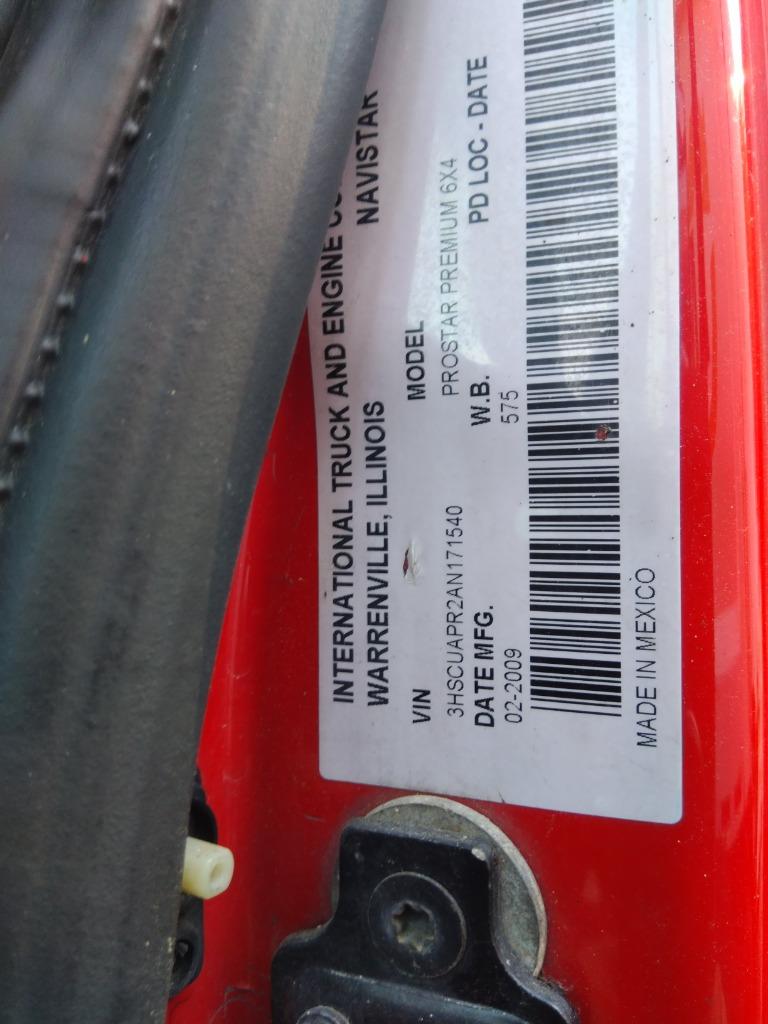 INTERNATIONAL TRUCK AND ENGINE
WARRENVILLE, ILLINOIS NAVISTAR
VIN MODEL
3HSCUAPR2AN171540 PROSTAR PREMIUM 6X4
DATE MFG. W.B. PD LOC - DATE
02-2009 575
MADE IN MEXICO